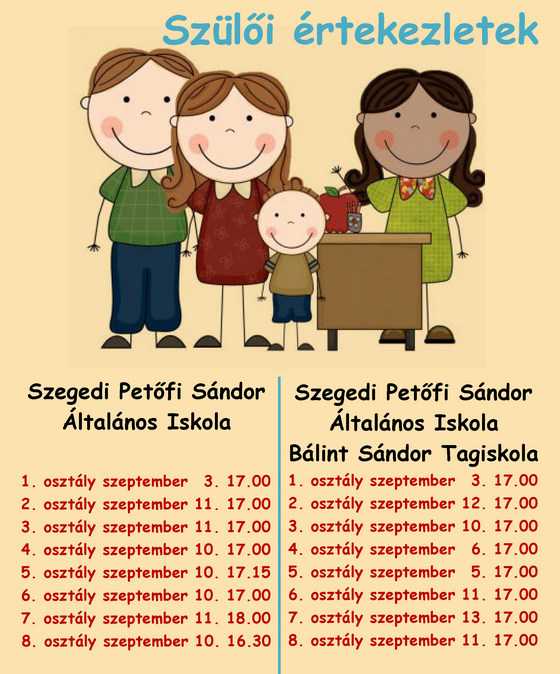 Szülői értekezletek
Szegedi Petőfi Sándor
Általános Iskola
1. osztály szeptember 3. 17.00
2. osztály szeptember 11. 17.00
3. osztály szeptember 11. 17.00
4. osztály szeptember 10. 17.00
5. osztály szeptember 10. 17.15
6. osztály szeptember 10. 17.00
7. osztály szeptember 11. 18.00
8. osztály szeptember 10. 16.30
Szegedi Petőfi Sándor
Általános Iskola
Bálint Sándor Tagiskola
1. osztály szeptember 3. 17.00
2. osztály szeptember 12. 17.00
3. osztály szeptember 10. 17.00
4. osztály szeptember 6. 17.00
5. osztály szeptember 5. 17.00
6. osztály szeptember 11. 17.00
7. osztály szeptember 13. 17.00
8. osztály szeptember 11. 17.00